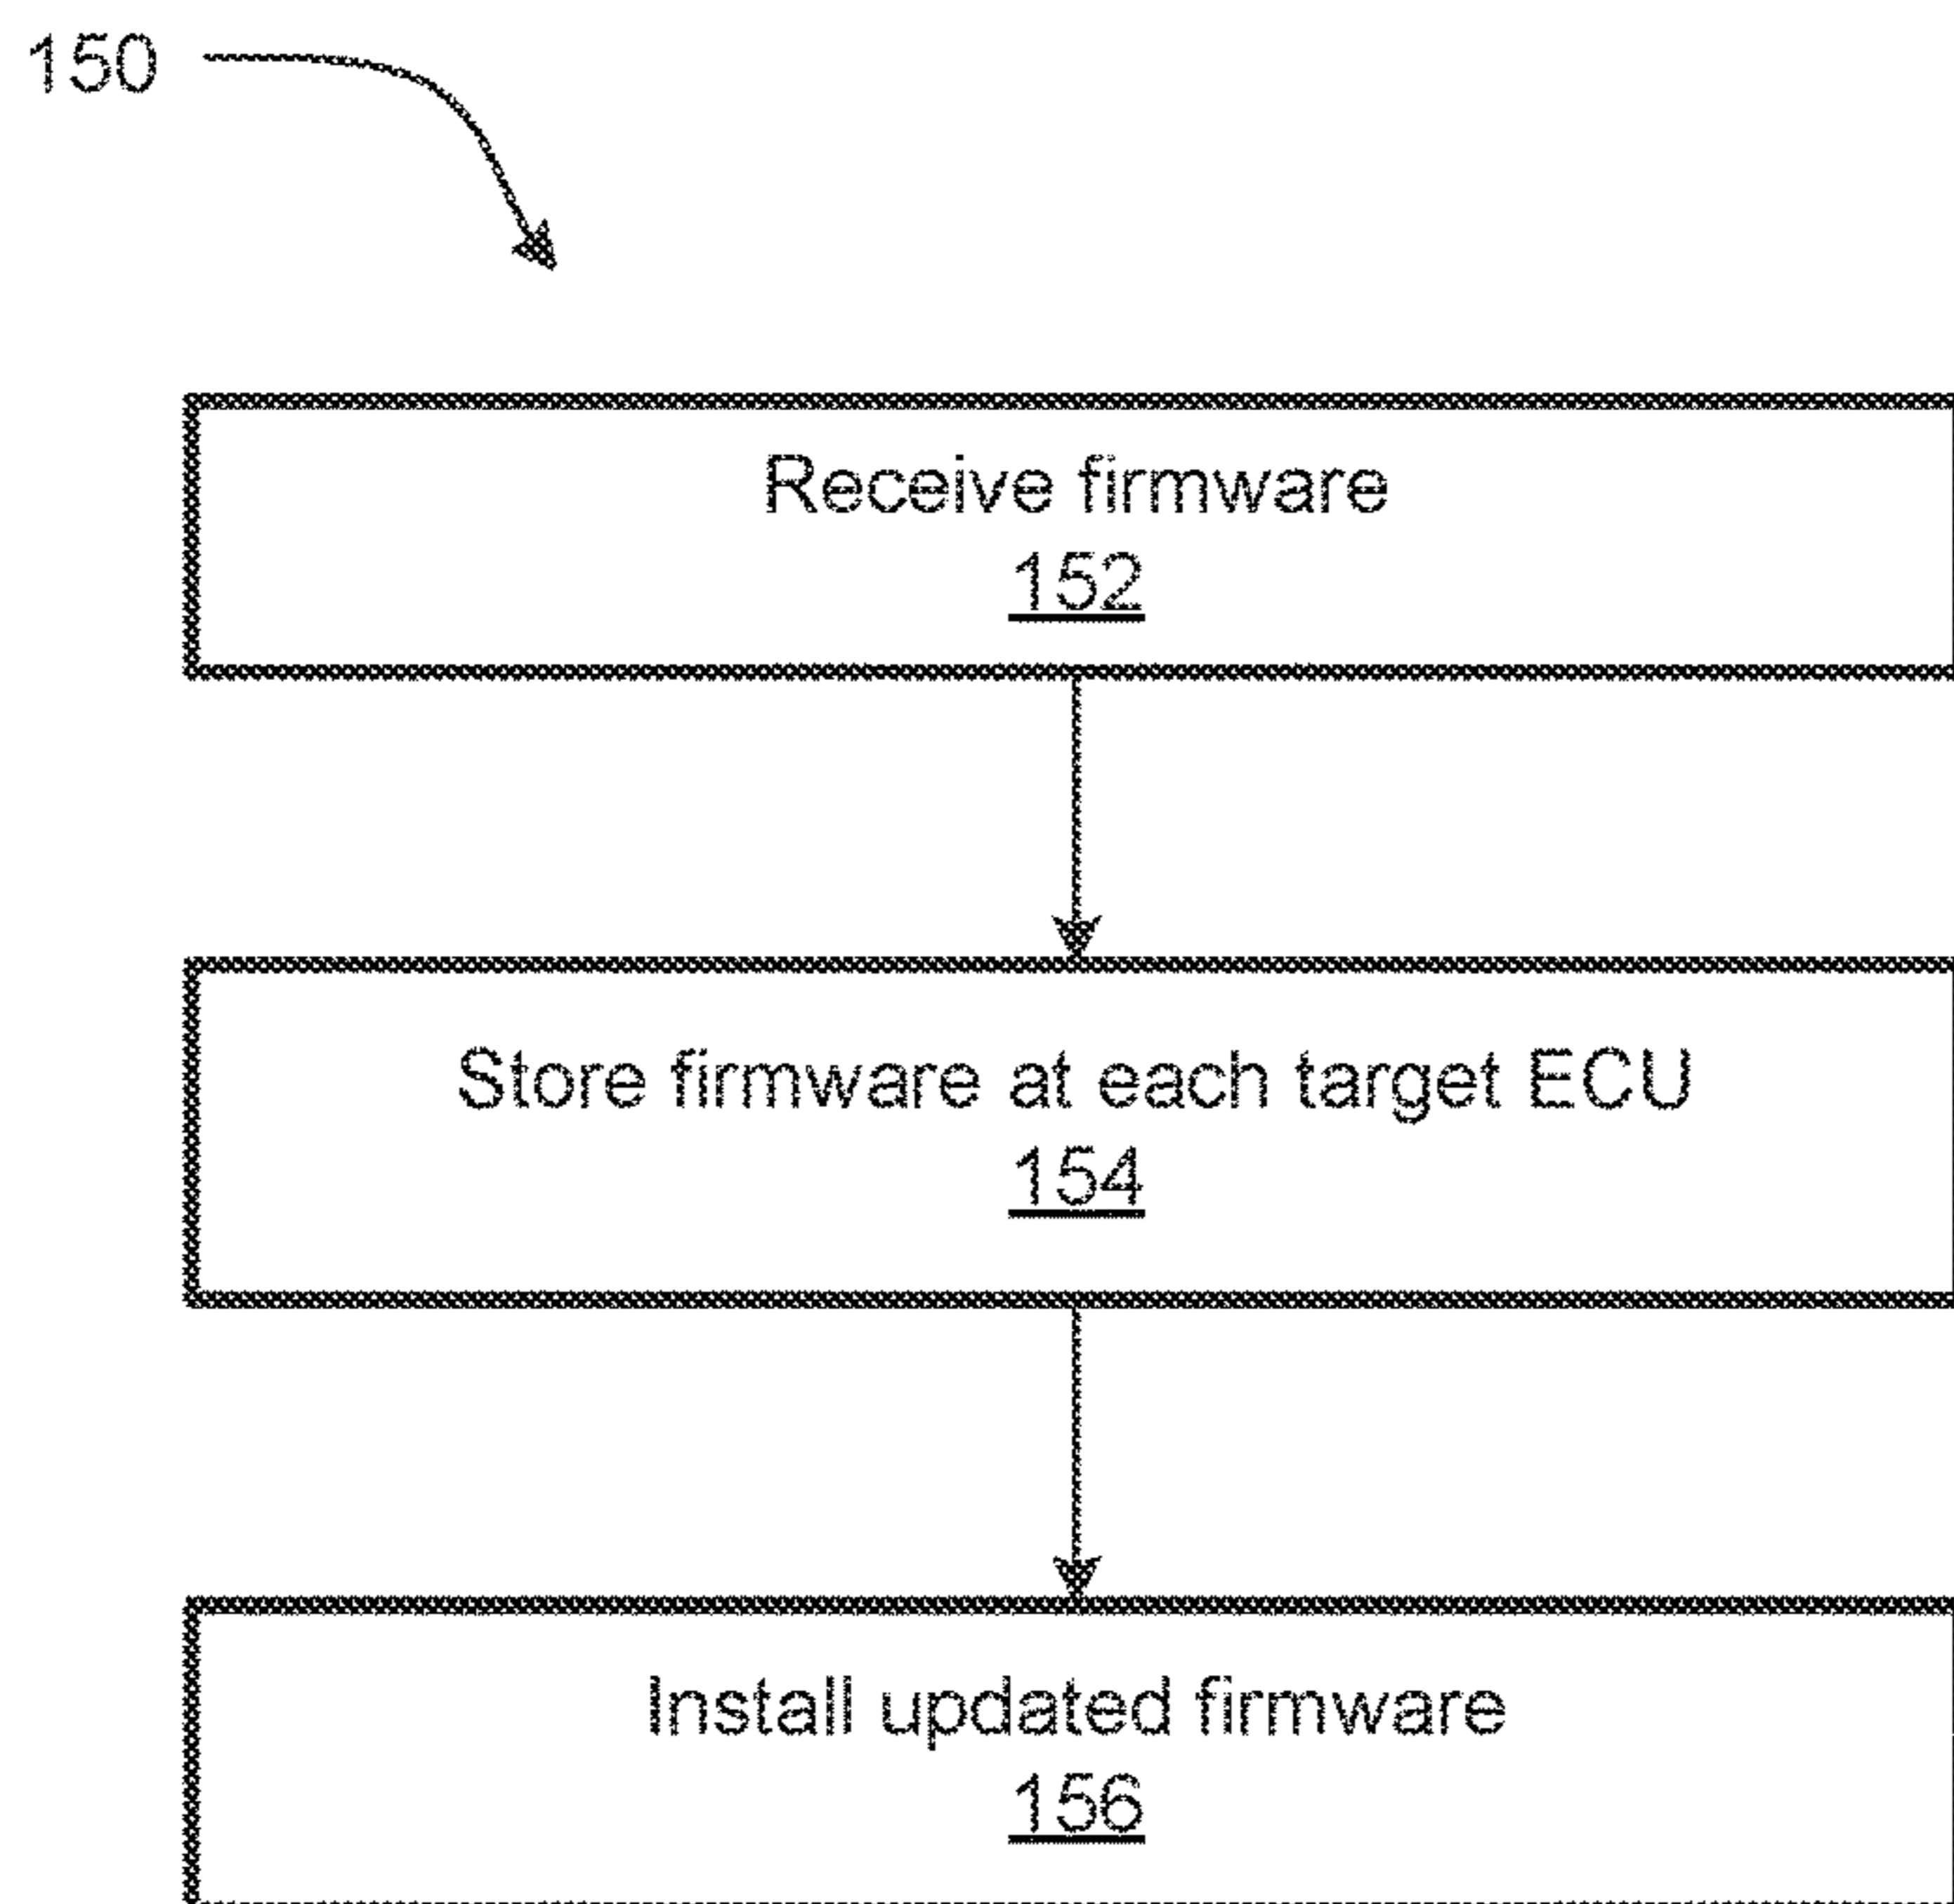 150
Receive firmware
152
Store firmware at each target ECU
154
Install updated firmware
156